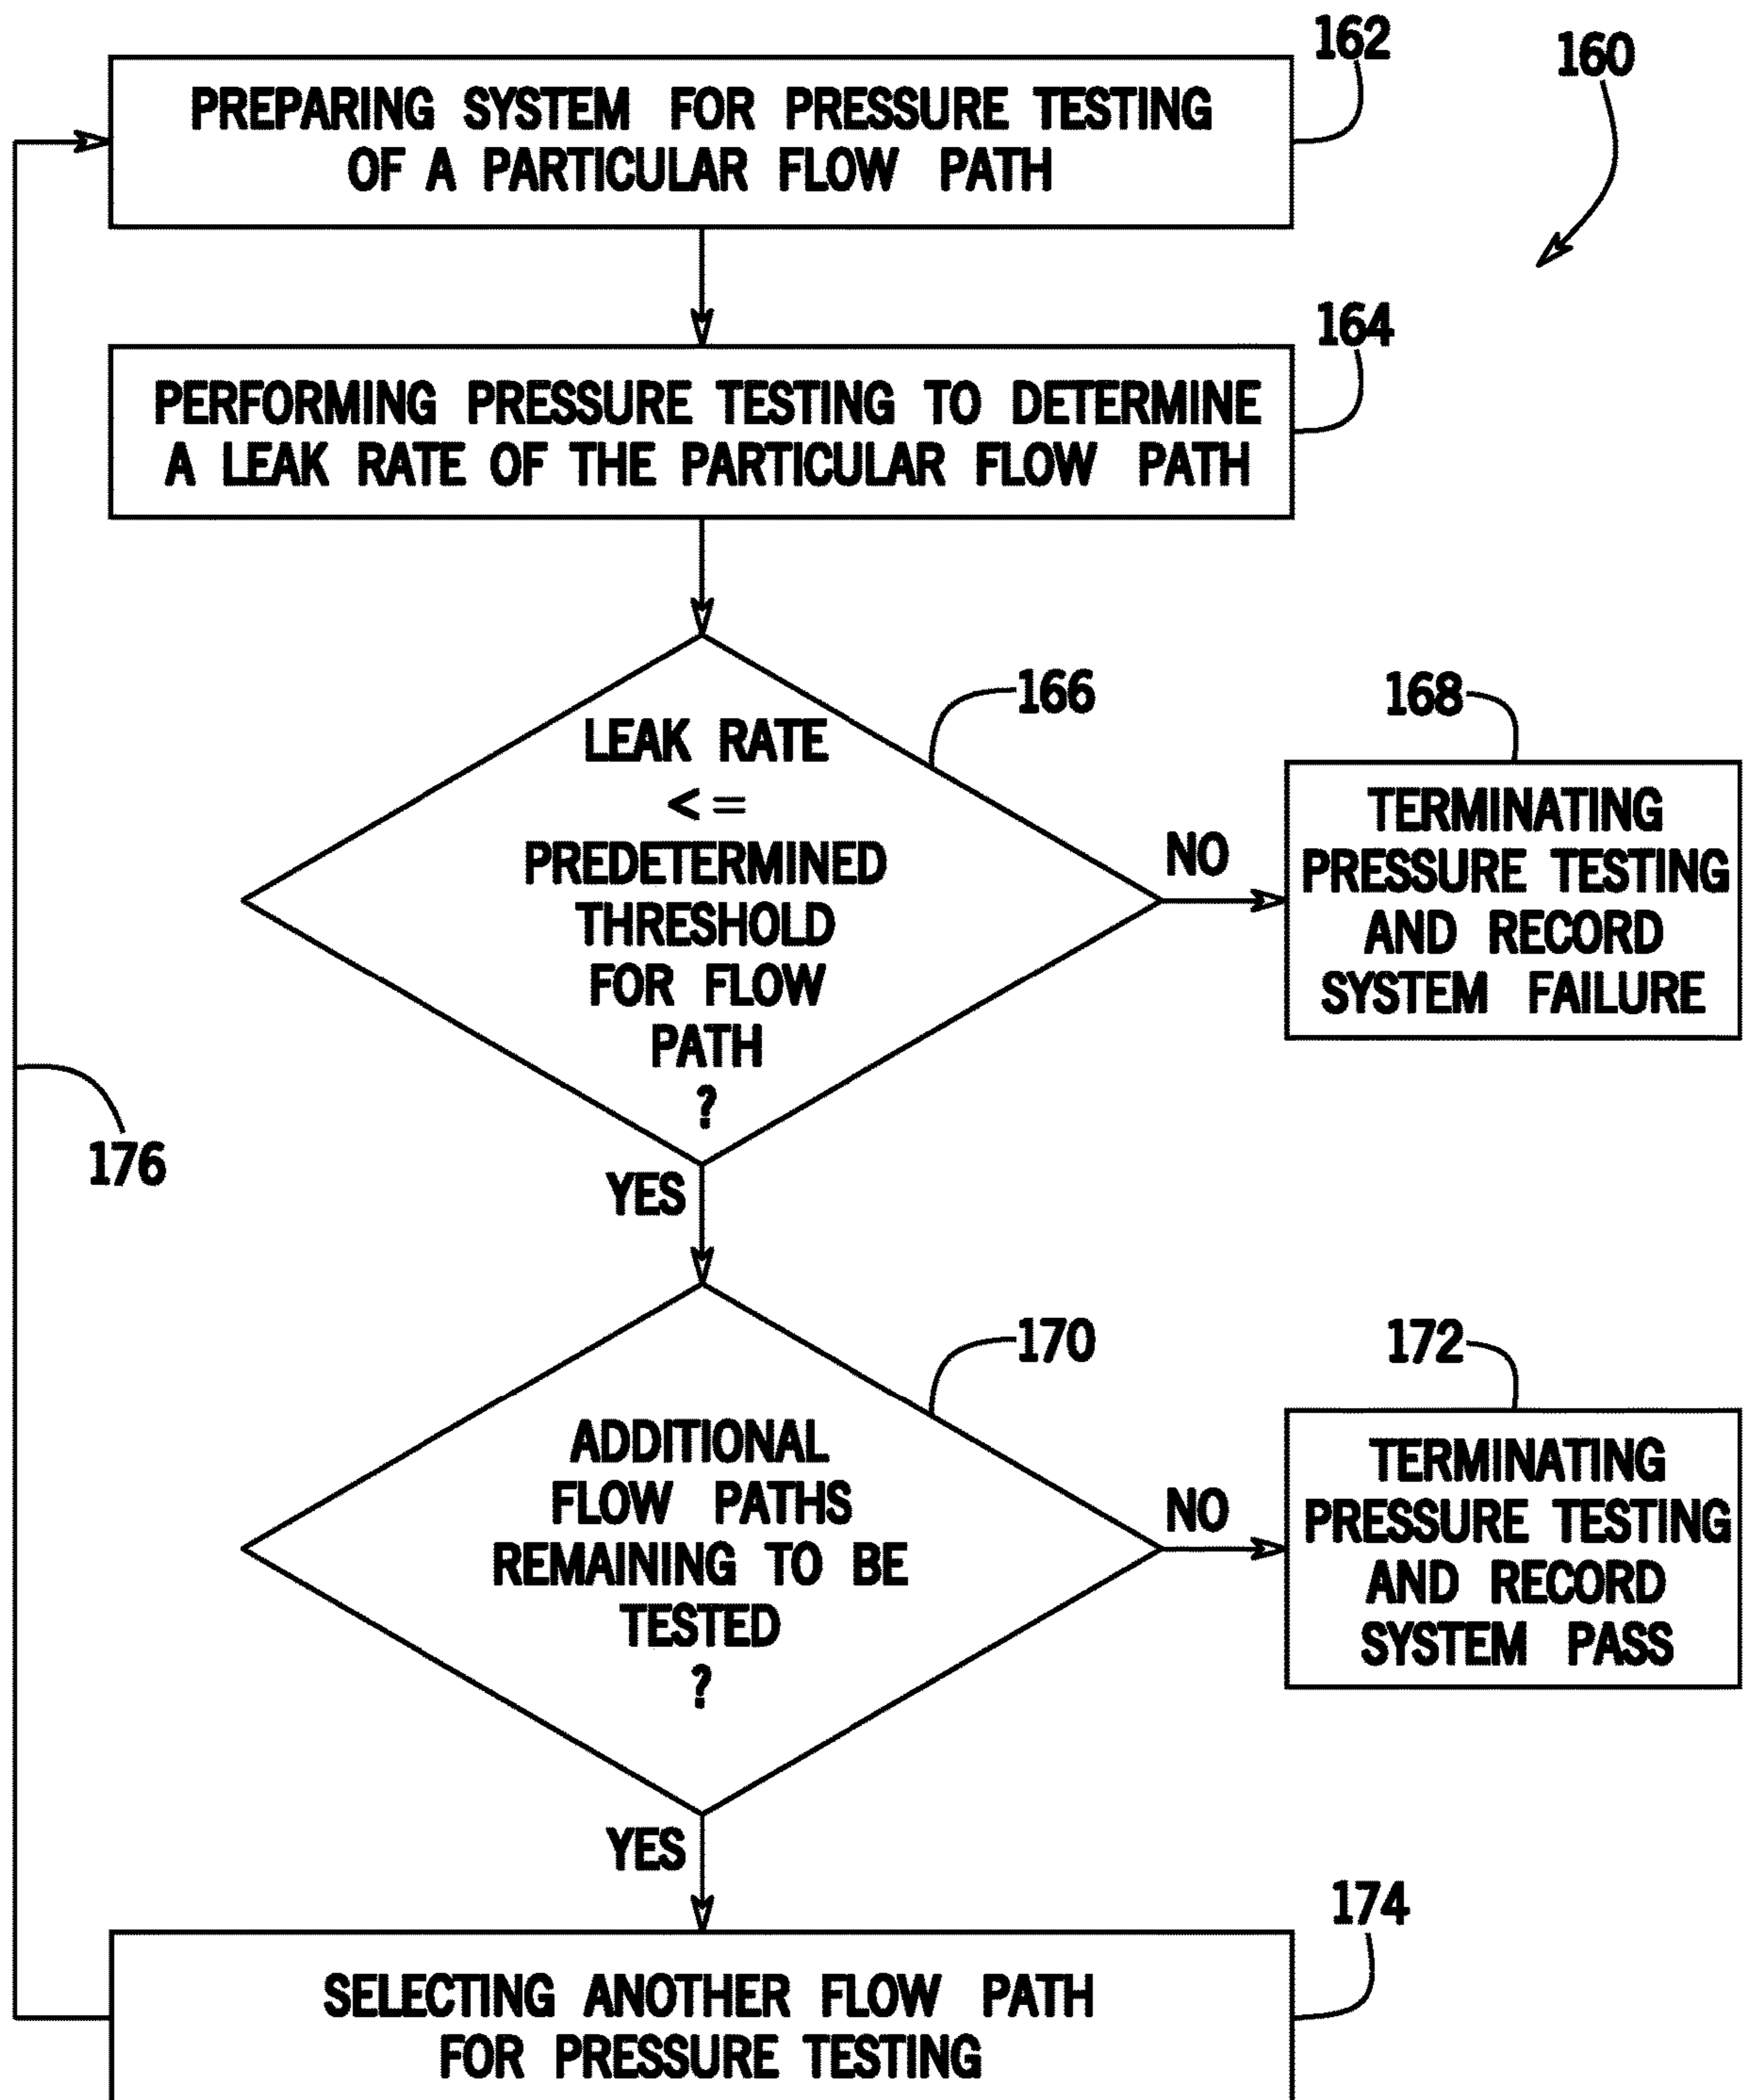 162
160
PREPARING SYSTEM FOR PRESSURE TESTING
OF A PARTICULAR FLOW PATH
164
PERFORMING PRESSURE TESTING TO DETERMINE
A LEAK RATE OF THE PARTICULAR FLOW PATH
166
LEAK RATE
<=
PREDETERMINED
THRESHOLD
FOR FLOW
PATH
?
NO
168
TERMINATING
PRESSURE TESTING
AND RECORD
SYSTEM FAILURE
176
YES
170
ADDITIONAL
FLOW PATHS
REMAINING TO BE
TESTED
?
NO
172
TERMINATING
PRESSURE TESTING
AND RECORD
SYSTEM PASS
YES
174
SELECTING ANOTHER FLOW PATH
FOR PRESSURE TESTING